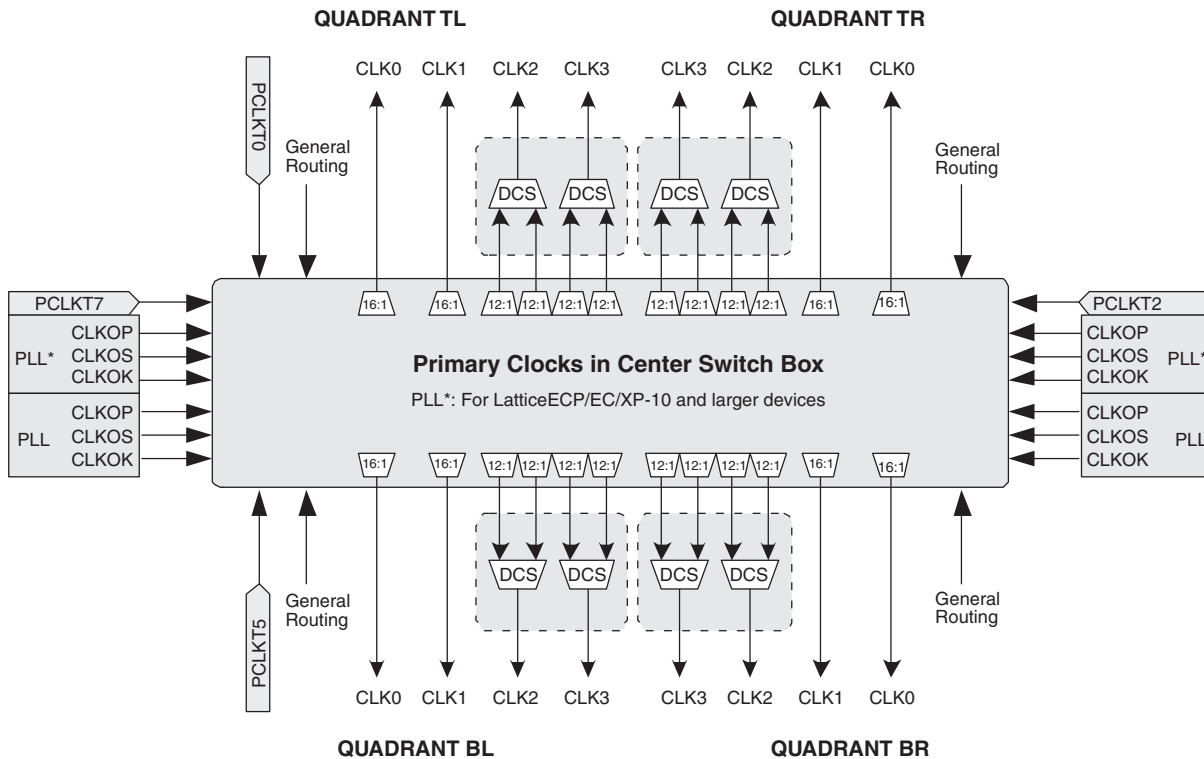 QUADRANT TL
QUADRANT TR
CLK0 CLK1 CLK2 CLK3 CLK3 CLK2 CLK1 CLK0
PCLKT0
General
Routing
General
Routing
DCS DCS DCS DCS
16:1 16:1 12:1 12:1 12:1 12:1 12:1 12:1 12:1 12:1 16:1 16:1
PCLKT7
PLL*
CLKOP
CLKOS
CLKOK
PLL
CLKOP
CLKOS
CLKOK
Primary Clocks in Center Switch Box
PLL*: For LatticeECP/EC/XP-10 and larger devices
PCLKT2
CLKOP
CLKOS
CLKOK
PLL*
CLKOP
CLKOS
CLKOK
PLL
16:1 16:1 12:1 12:1 12:1 12:1 12:1 12:1 12:1 12:1 16:1 16:1
DCS DCS DCS DCS
PCLKT5
General
Routing
General
Routing
CLK0 CLK1 CLK2 CLK3 CLK3 CLK2 CLK1 CLK0
QUADRANT BL
QUADRANT BR